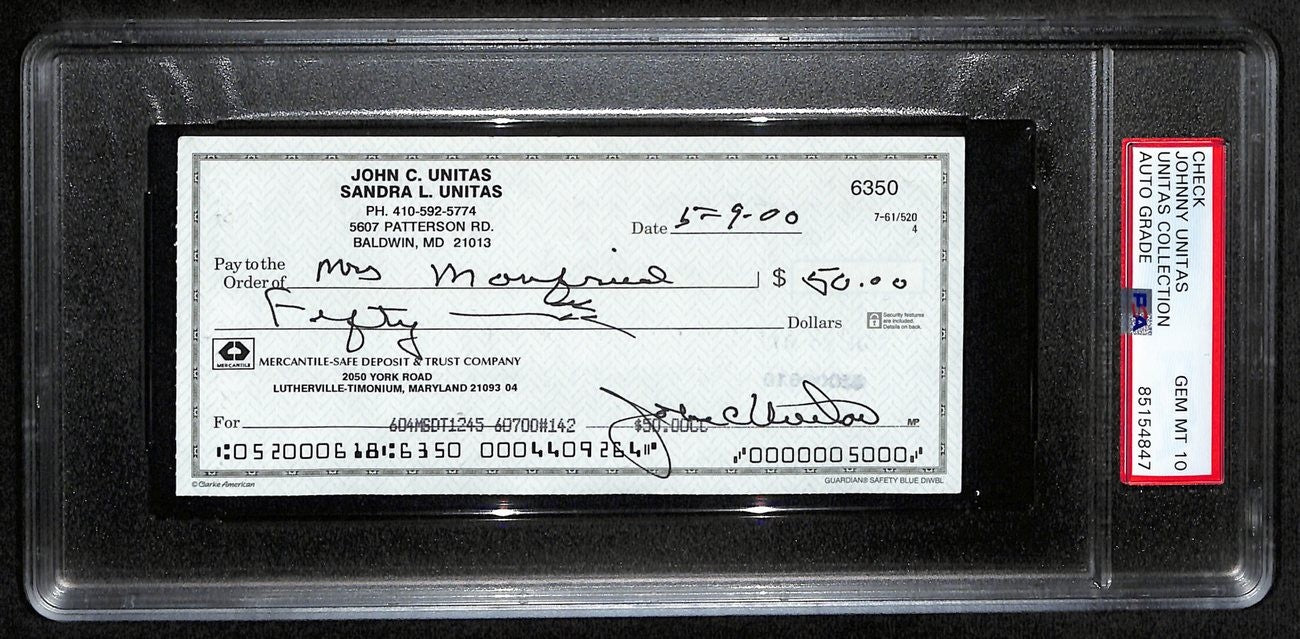 JOHN C. UNITAS
SANDRA L. UNITAS
PH. 410-592-5774
5607 PATTERSON RD.
BALDWIN, MD 21013
6350
7-61/520
4
Date 5-9-00
Pay to the
Order of Mrs Monfried $ 50.00
Fifty Dollars
Security features
are included.
Details on back.
MERCANTILE
MERCANTILE-SAFE DEPOSIT & TRUST COMPANY
2050 YORK ROAD
LUTHERVILLE-TIMONIUM, MARYLAND 21093 04
For 604MSDT1245 60700#142 $50.00CC John C Unitas MP
⑆052000618⑆6350 0004409264⑈ ⑈0000005000⑈
© Clarke American
GUARDIAN® SAFETY BLUE DIWBL
CHECK
JOHNNY UNITAS
UNITAS COLLECTION
AUTO GRADE GEM MT 10
85154847
PSA